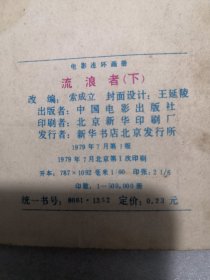 电影连环画册
流浪者(下)
改 编：索成立 封面设计：王延陵
出版者：中国电影出版社
印刷者：北京新华印刷厂
发行者：新华书店北京发行所
1979年7月第1版
1979年7月北京第1次印刷
开本：787×1092毫米1/60 印张：2 1/5
印数：1—500,000册
统一书号：8061·1352 定价：0.23元